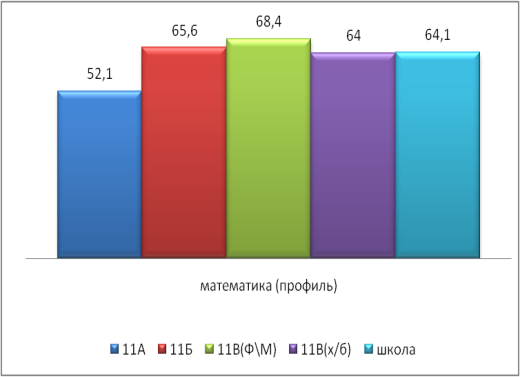 52,1
65,6
68,4
64
64,1
математика (профиль)
11А 11Б 11В(Ф\М) 11В(х/б) школа